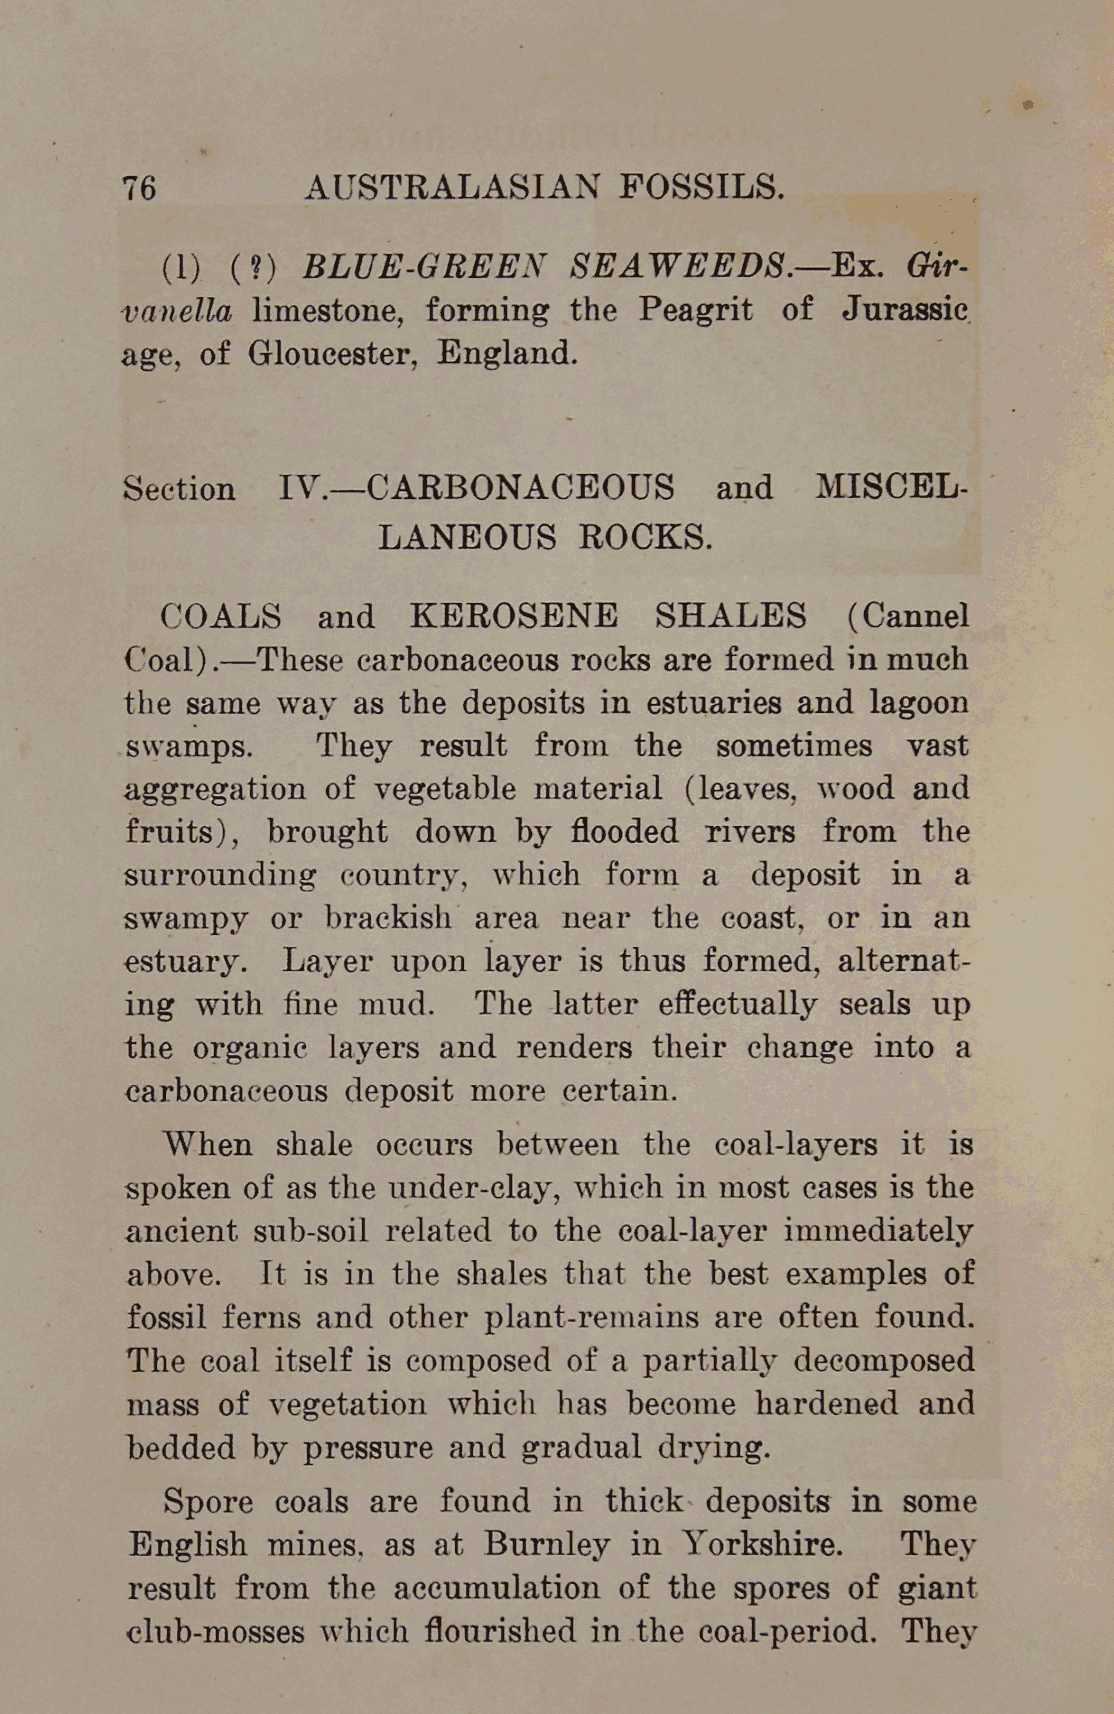 76 AUSTRALASIAN FOSSILS.
(l) (?) BLUE-GREEN SEAWEEDS.—Ex. Gir-
vanella limestone, forming the Peagrit of Jurassic
age, of Gloucester, England.
Section IV.—CARBONACEOUS and MISCEL-
LANEOUS ROCKS.
COALS and KEROSENE SHALES (Cannel
Coal).—These carbonaceous rocks are formed in much
the same way as the deposits in estuaries and lagoon
swamps. They result from the sometimes vast
aggregation of vegetable material (leaves, wood and
fruits), brought down by flooded rivers from the
surrounding country, which form a deposit in a
swampy or brackish area near the coast, or in an
estuary. Layer upon layer is thus formed, alternat-
ing with fine mud. The latter effectually seals up
the organic layers and renders their change into a
carbonaceous deposit more certain.
When shale occurs between the coal-layers it is
spoken of as the under-clay, which in most cases is the
ancient sub-soil related to the coal-layer immediately
above. It is in the shales that the best examples of
fossil ferns and other plant-remains are often found.
The coal itself is composed of a partially decomposed
mass of vegetation which has become hardened and
bedded by pressure and gradual drying.
Spore coals are found in thick deposits in some
English mines, as at Burnley in Yorkshire. They
result from the accumulation of the spores of giant
club-mosses which flourished in the coal-period. They